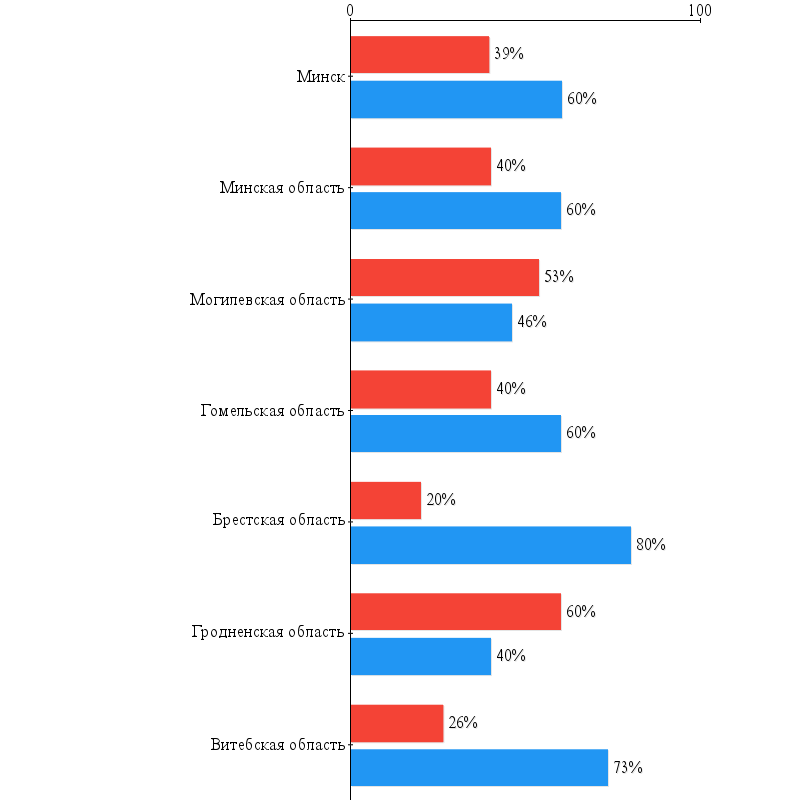 0 100
39%
Минск
60%
40%
Минская область
60%
53%
Могилевская область
46%
40%
Гомельская область
60%
20%
Брестская область
80%
60%
Гродненская область
40%
26%
Витебская область
73%